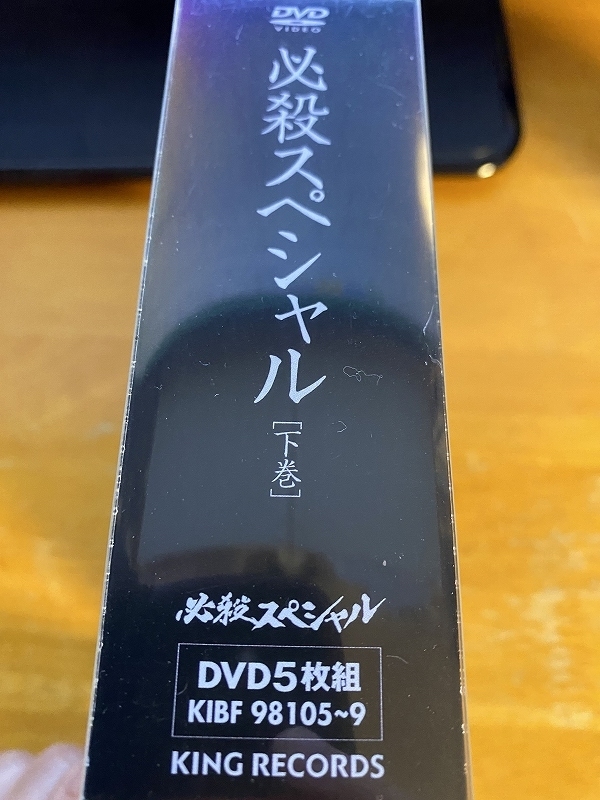 DVD
VIDEO
必殺スペシャル
[下巻]
必殺スペシャル
DVD5枚組
KIBF 98105~9
KING RECORDS